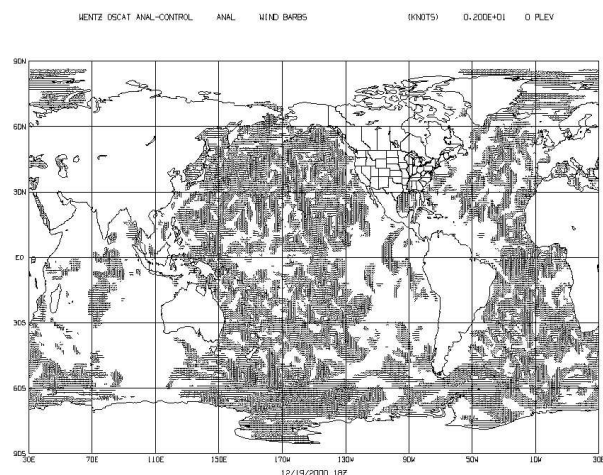 WENTZ QSCAT ANAL-CONTROL ANAL WIND BARBS (KNOTS) 0.200E+01 0 PLEV
90N
60N
30N
EQ
30S
60S
90S
30E 70E 110E 150E 170W 130W 90W 50W 10W 30E
12/19/2000 18Z